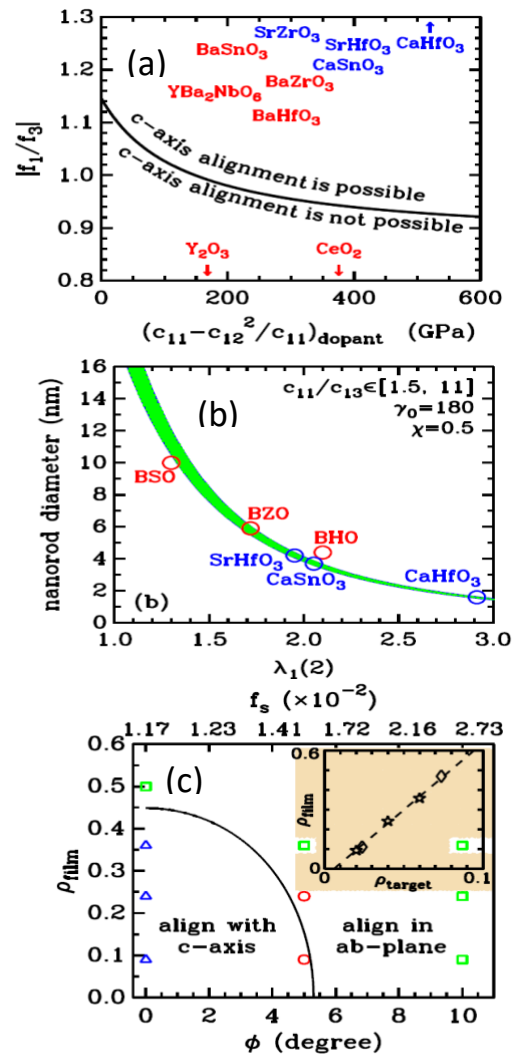 (a)
1.3
1.2
1.1
1.0
0.9
0.8
|f₁/f₃|
SrZrO₃
BaSnO₃
SrHfO₃
CaHfO₃
CaSnO₃
YBa₂NbO₆
BaZrO₃
BaHfO₃
c-axis alignment is possible
c-axis alignment is not possible
Y₂O₃
CeO₂
0 200 400 600
(c₁₁-c₁₂²/c₁₁)dopant (GPa)
(b)
16
14
12
10
8
6
4
2
0
nanorod diameter (nm)
c₁₁/c₁₃∈[1.5, 11]
γ₀=180
χ=0.5
BSO
BZO
BHO
SrHfO₃
CaSnO₃
CaHfO₃
(b)
1.0 1.5 2.0 2.5 3.0
λ₁(2)
fₛ (×10⁻²)
1.17 1.23 1.41 1.72 2.16 2.73
(c)
0.6
0.5
0.4
0.3
0.2
0.1
0.0
ρfilm
0.6
0
ρfilm
0 0.1
ρtarget
align with
c-axis
align in
ab-plane
0 2 4 6 8 10
ϕ (degree)